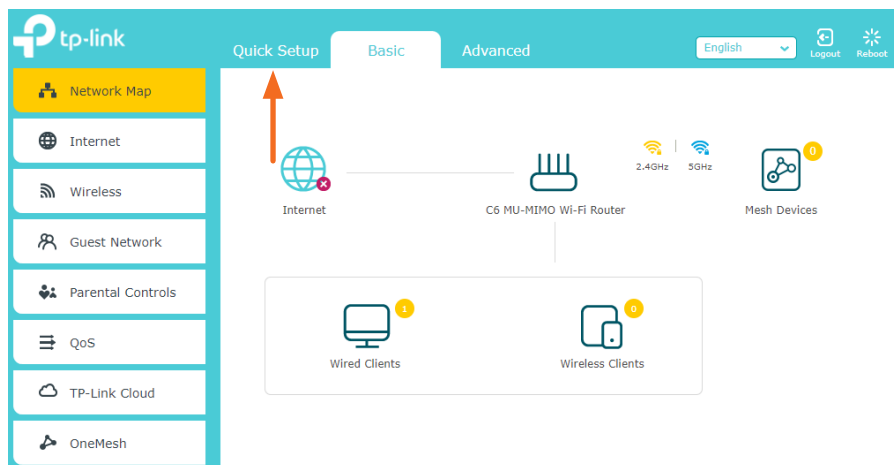 tp-link
Quick Setup
Basic
Advanced
English
Logout
Reboot
Network Map
Internet
Wireless
Guest Network
Parental Controls
QoS
TP-Link Cloud
OneMesh
Internet
C6 MU-MIMO Wi-Fi Router
2.4GHz
5GHz
0
Mesh Devices
1
Wired Clients
0
Wireless Clients